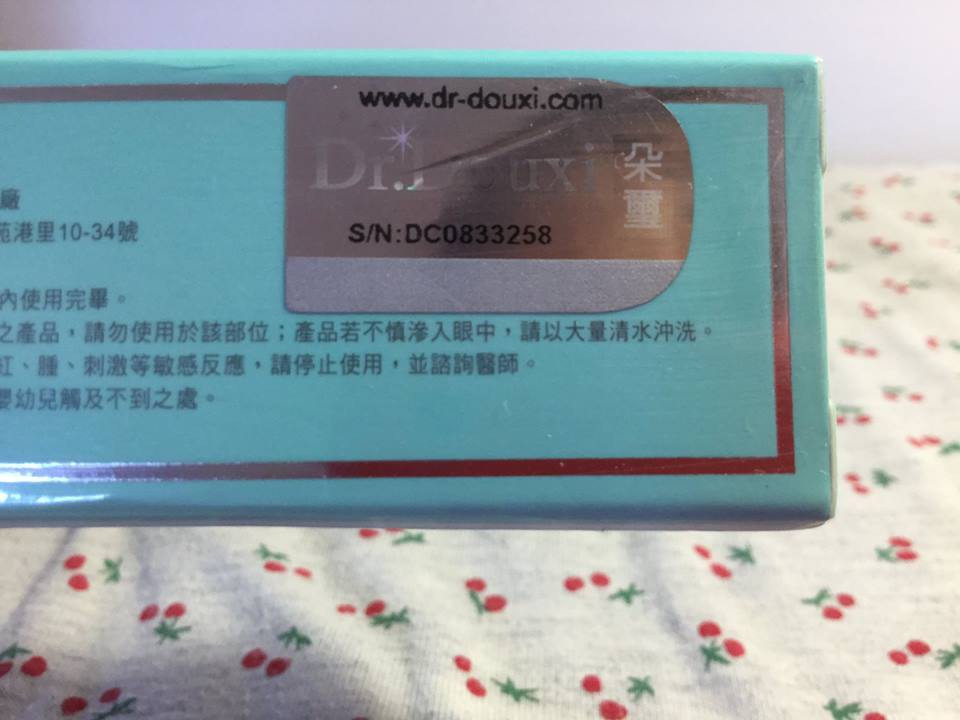 www.dr-douxi.com
Dr.Douxi 朵璽
S/N:DC0833258
廠
苑港里10-34號
內使用完畢。
之產品，請勿使用於該部位；產品若不慎滲入眼中，請以大量清水沖洗。
紅、腫、刺激等敏感反應，請停止使用，並諮詢醫師。
嬰幼兒觸及不到之處。